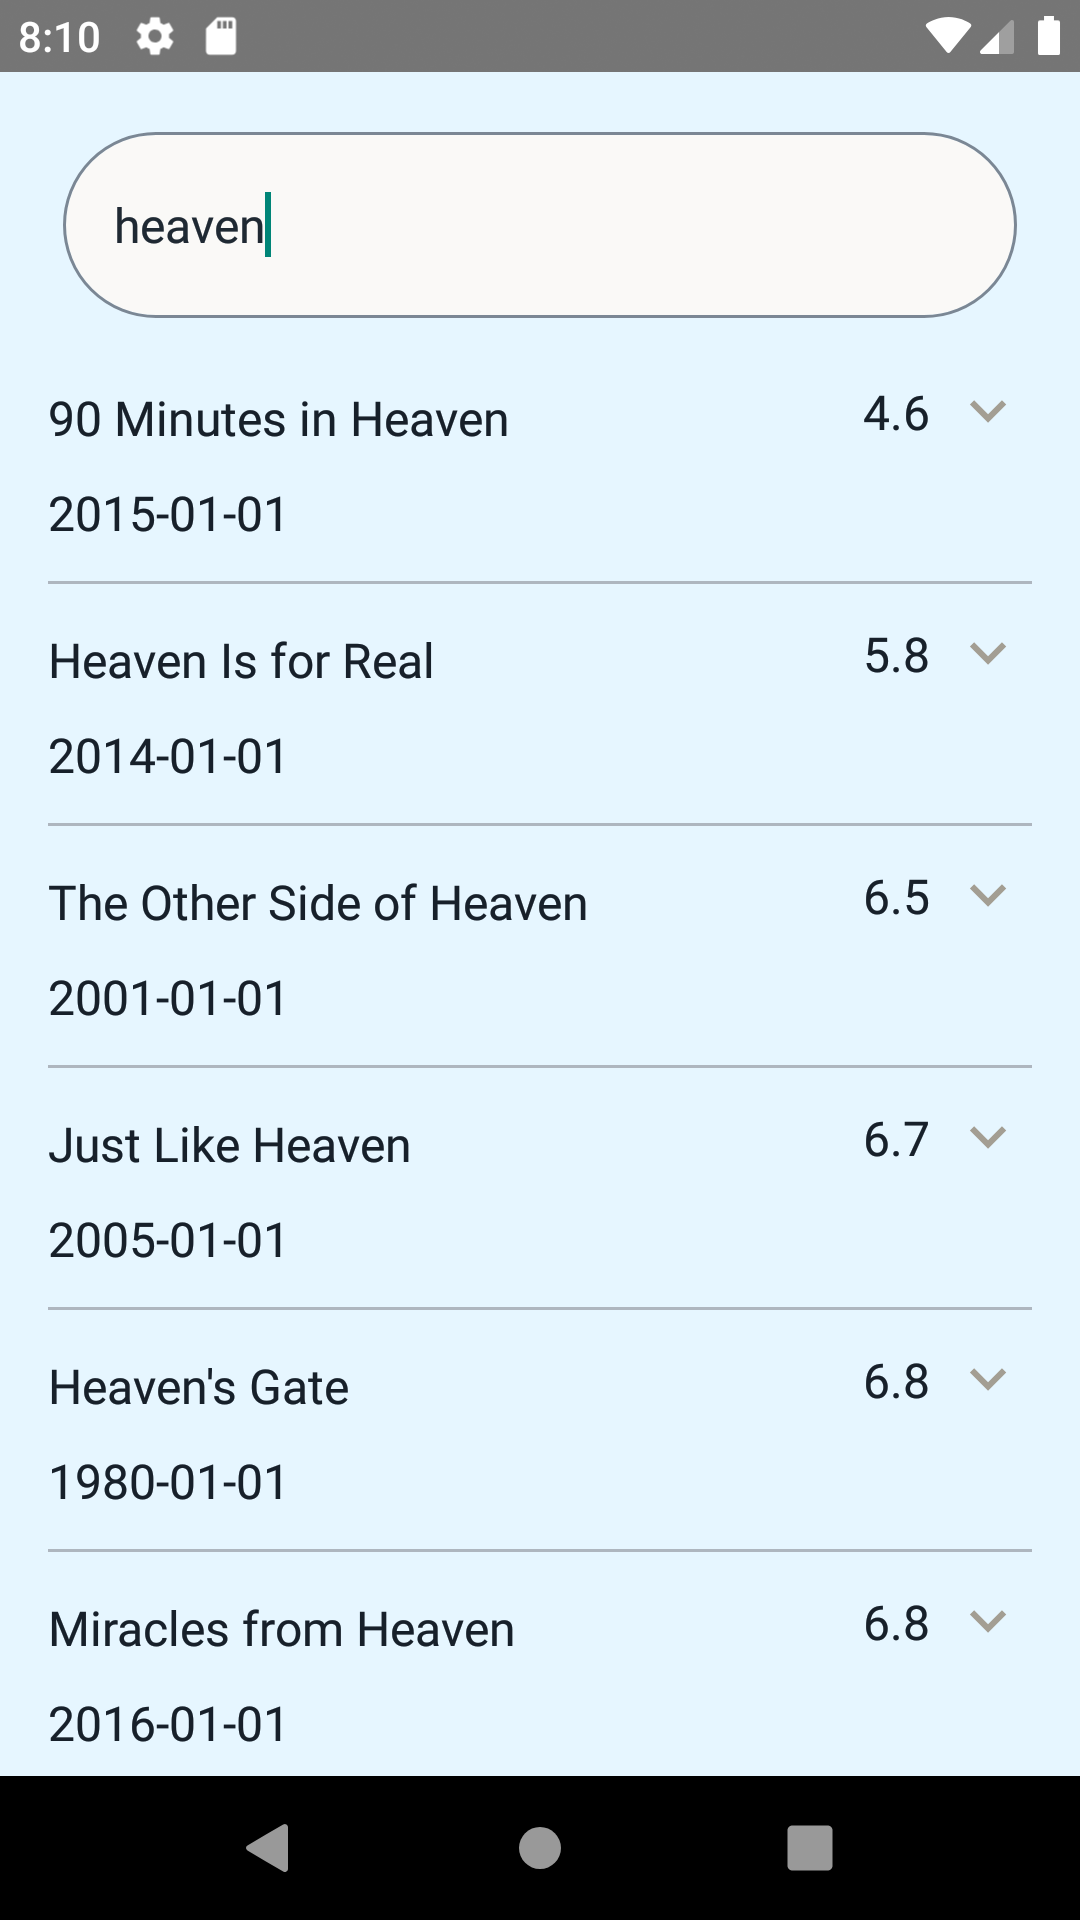 8:10
heaven
90 Minutes in Heaven 4.6
2015-01-01
Heaven Is for Real 5.8
2014-01-01
The Other Side of Heaven 6.5
2001-01-01
Just Like Heaven 6.7
2005-01-01
Heaven's Gate 6.8
1980-01-01
Miracles from Heaven 6.8
2016-01-01